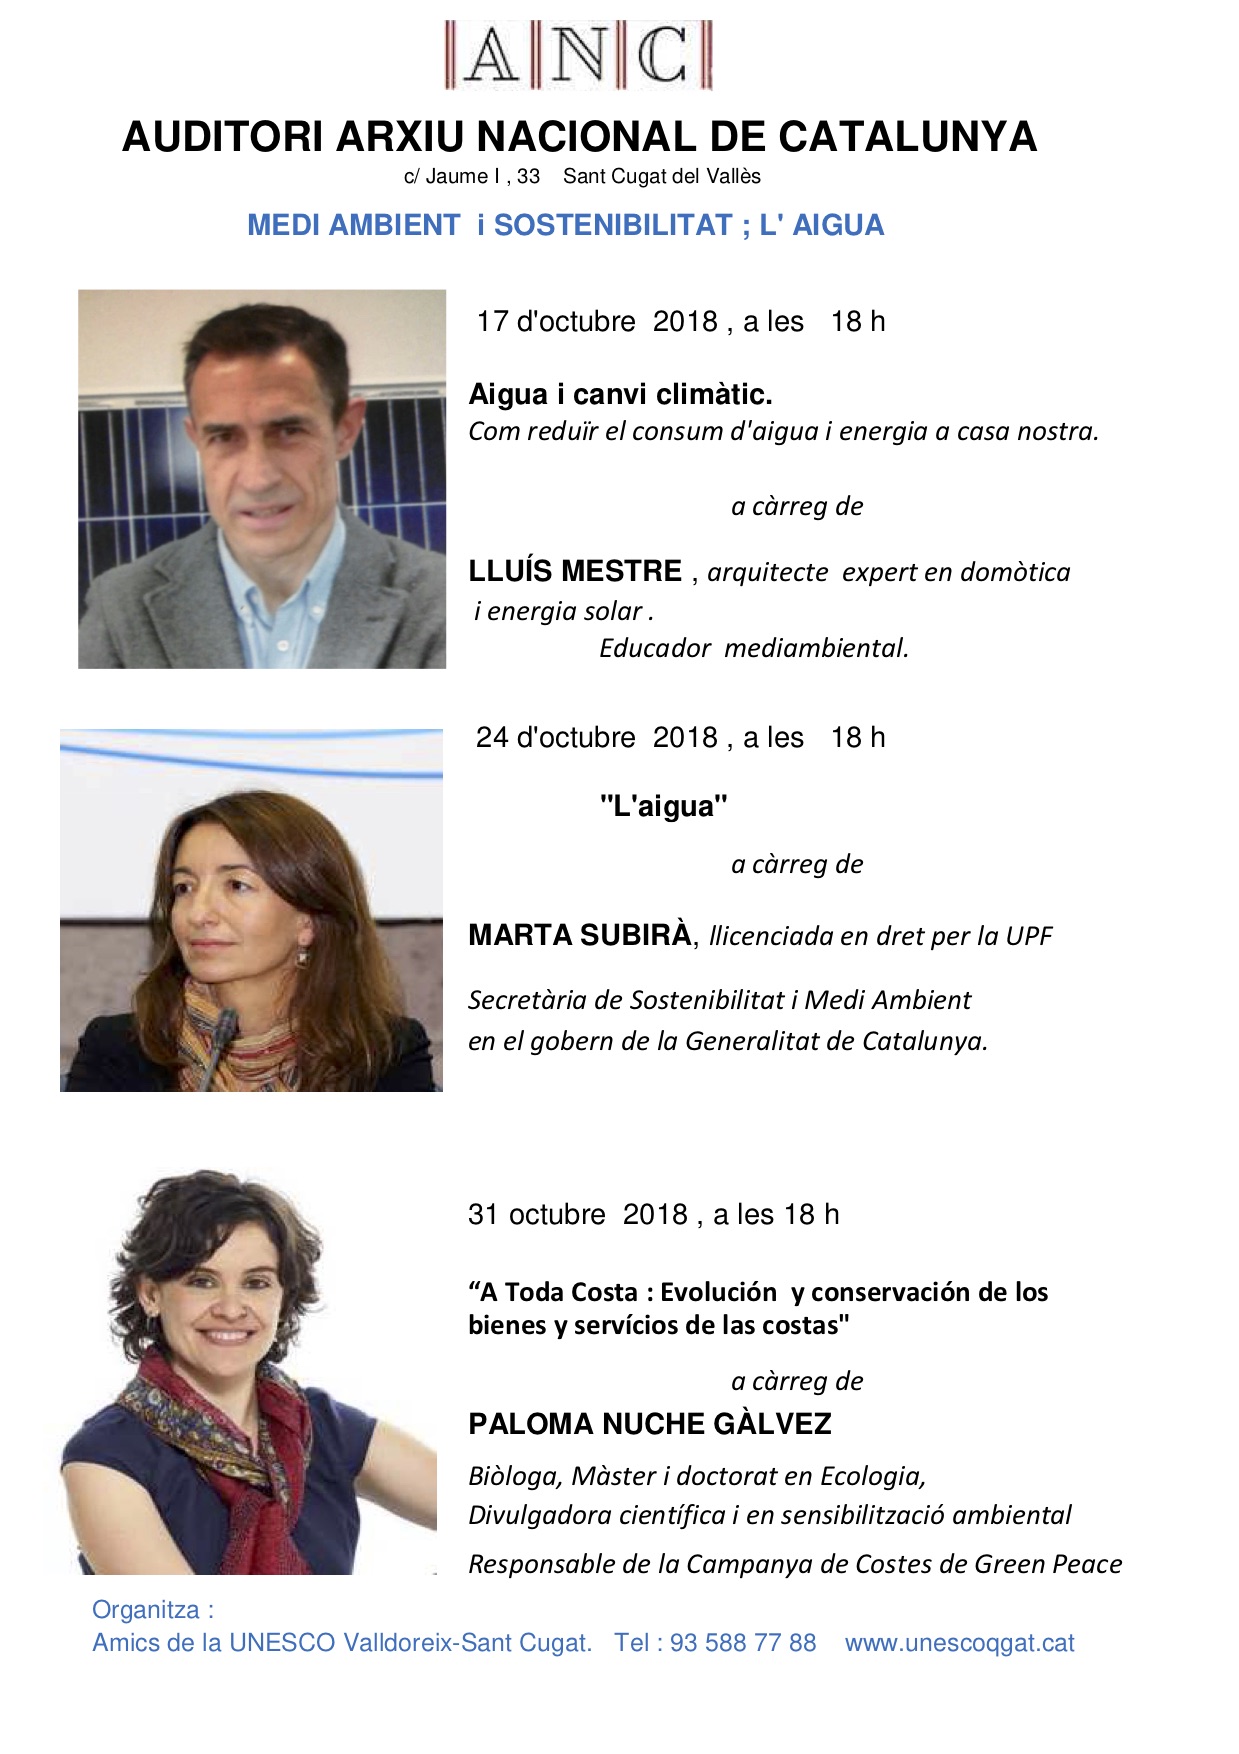 ANC
AUDITORI ARXIU NACIONAL DE CATALUNYA
c/ Jaume I , 33 Sant Cugat del Vallès
MEDI AMBIENT i SOSTENIBILITAT ; L' AIGUA
17 d'octubre 2018 , a les 18 h
Aigua i canvi climàtic.
Com reduïr el consum d'aigua i energia a casa nostra.
a càrreg de
LLUÍS MESTRE , arquitecte expert en domòtica
i energia solar .
Educador mediambiental.
24 d'octubre 2018 , a les 18 h
"L'aigua"
a càrreg de
MARTA SUBIRÀ, llicenciada en dret per la UPF
Secretària de Sostenibilitat i Medi Ambient
en el gobern de la Generalitat de Catalunya.
31 octubre 2018 , a les 18 h
“A Toda Costa : Evolución y conservación de los
bienes y servícios de las costas"
a càrreg de
PALOMA NUCHE GÀLVEZ
Biòloga, Màster i doctorat en Ecologia,
Divulgadora científica i en sensibilització ambiental
Responsable de la Campanya de Costes de Green Peace
Organitza :
Amics de la UNESCO Valldoreix-Sant Cugat. Tel : 93 588 77 88 www.unescoqgat.cat